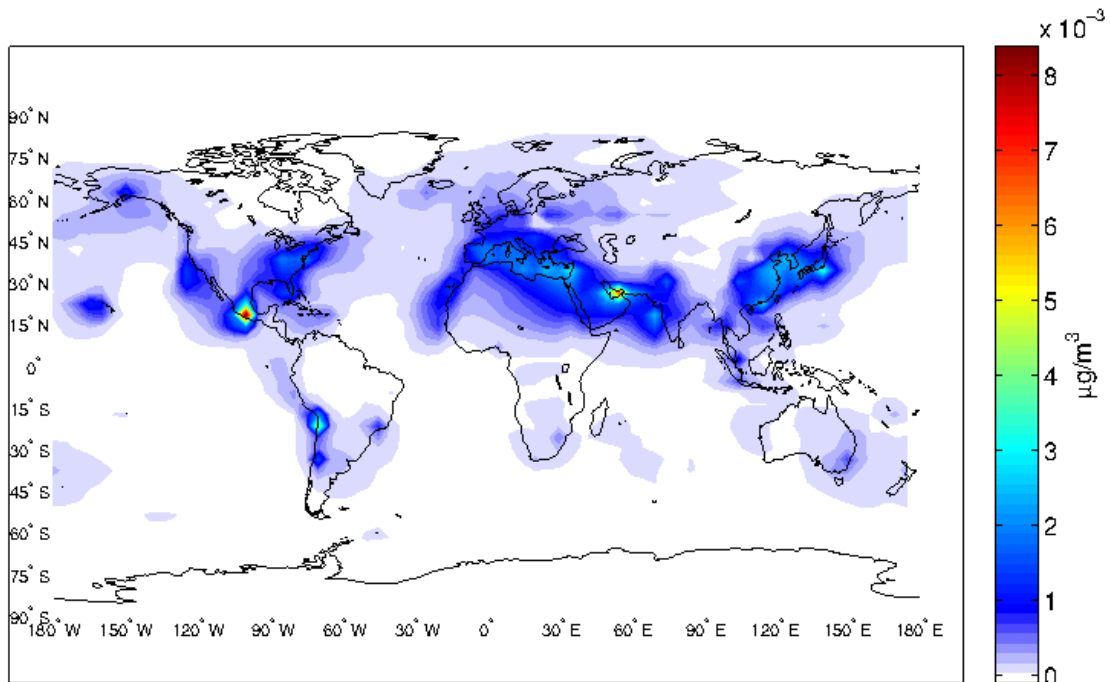 x 10⁻³
8
7
6
5
4
3
2
1
0
μg/m³
90° N
75° N
60° N
45° N
30° N
15° N
0°
15° S
30° S
45° S
60° S
75° S
90° S
180° W 150° W 120° W 90° W 60° W 30° W 0° 30° E 60° E 90° E 120° E 150° E 180° E